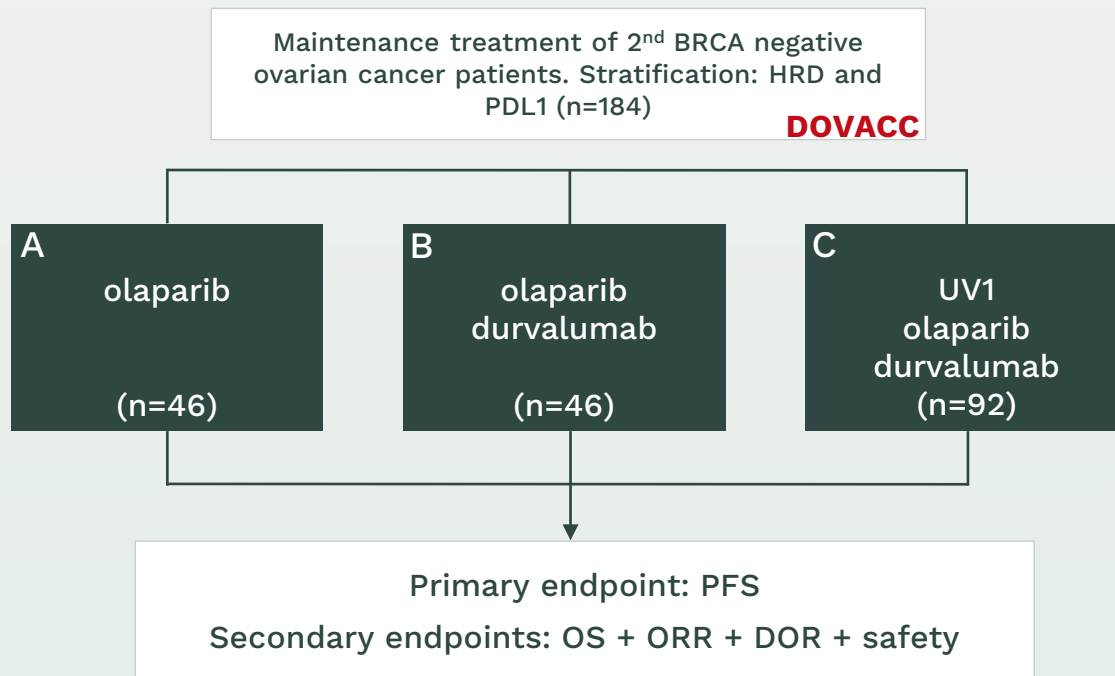 Maintenance treatment of 2nd BRCA negative
ovarian cancer patients. Stratification: HRD and
PDL1 (n=184)
DOVACC
A
olaparib
(n=46)
B
olaparib
durvalumab
(n=46)
C
UV1
olaparib
durvalumab
(n=92)
Primary endpoint: PFS
Secondary endpoints: OS + ORR + DOR + safety